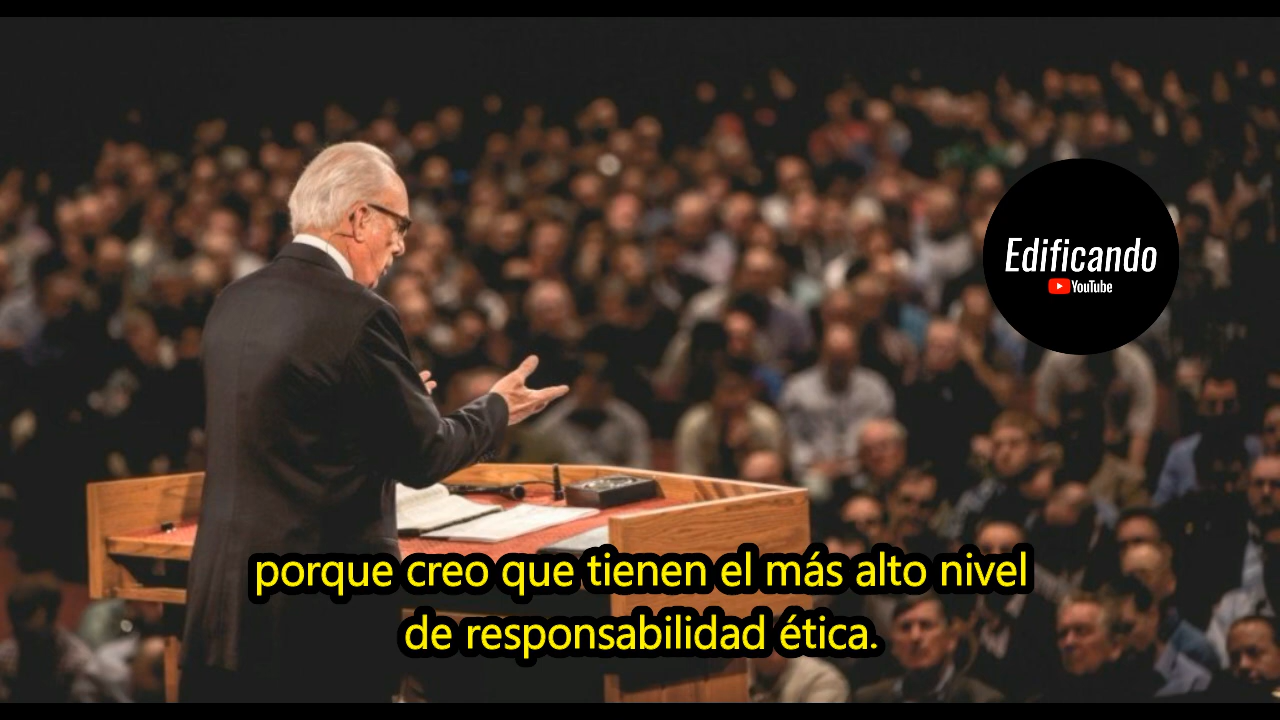 Edificando
YouTube
porque creo que tienen el más alto nivel
de responsabilidad ética.